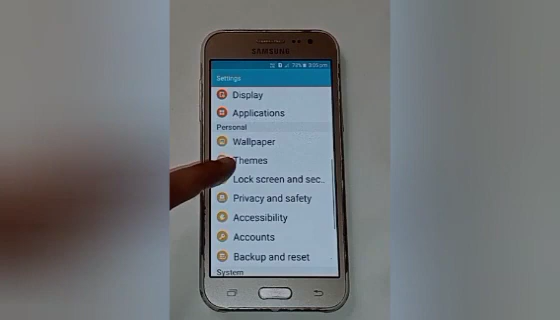 SAMSUNG
Settings
Display
Applications
Personal
Wallpaper
Themes
Lock screen and sec..
Privacy and safety
Accessibility
Accounts
Backup and reset
System